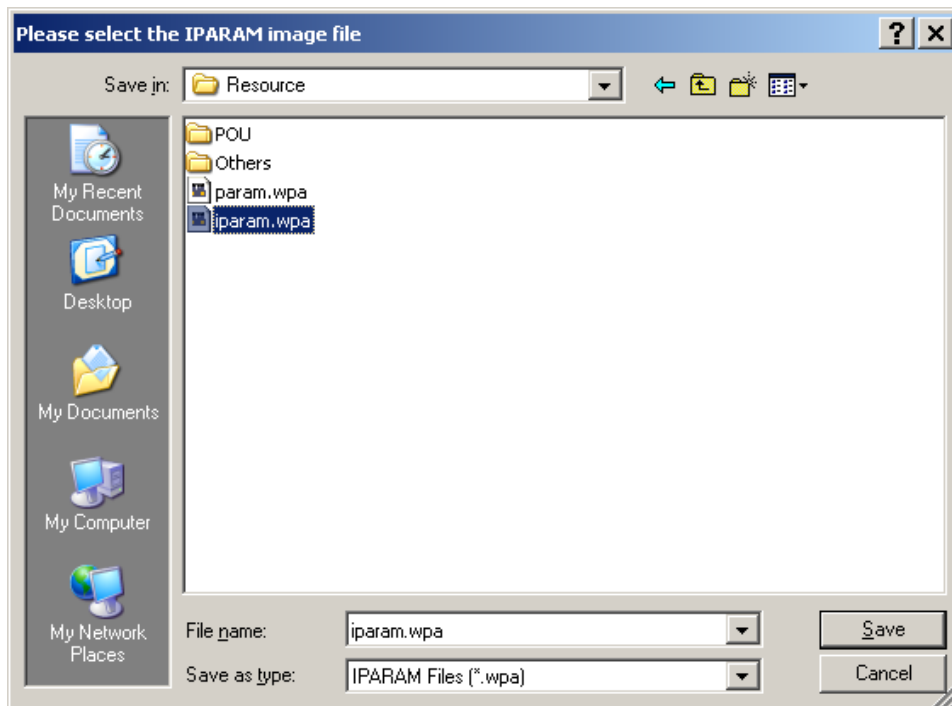 Please select the IPARAM image file
Save in:
Resource
My Recent
Documents
Desktop
My Documents
My Computer
My Network
Places
POU
Others
param.wpa
iparam.wpa
File name:
iparam.wpa
Save
Save as type:
IPARAM Files (*.wpa)
Cancel